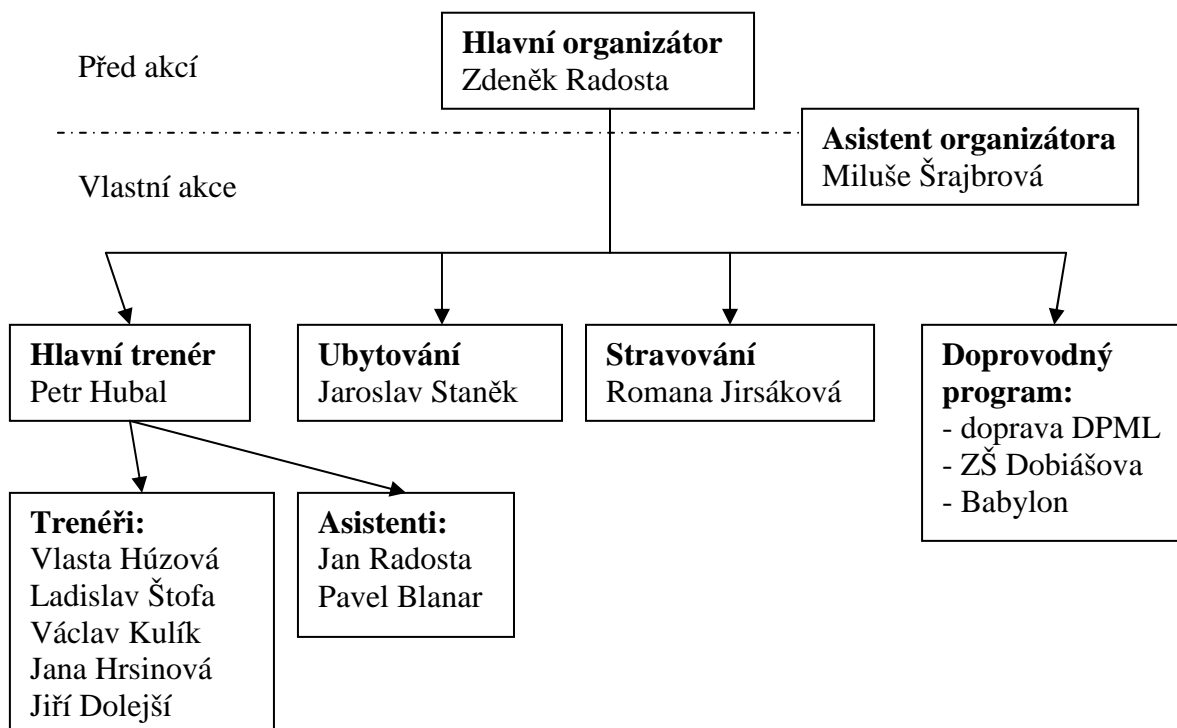 Před akcí
Hlavní organizátor
Zdeněk Radosta
Asistent organizátora
Miluše Šrajbrová
Vlastní akce
Hlavní trenér
Petr Hubal
Ubytování
Jaroslav Staněk
Stravování
Romana Jirsáková
Doprovodný
program:
- doprava DPML
- ZŠ Dobiášova
- Babylon
Trenéři:
Vlasta Húzová
Ladislav Štofa
Václav Kulík
Jana Hrsinová
Jiří Dolejší
Asistenti:
Jan Radosta
Pavel Blanar